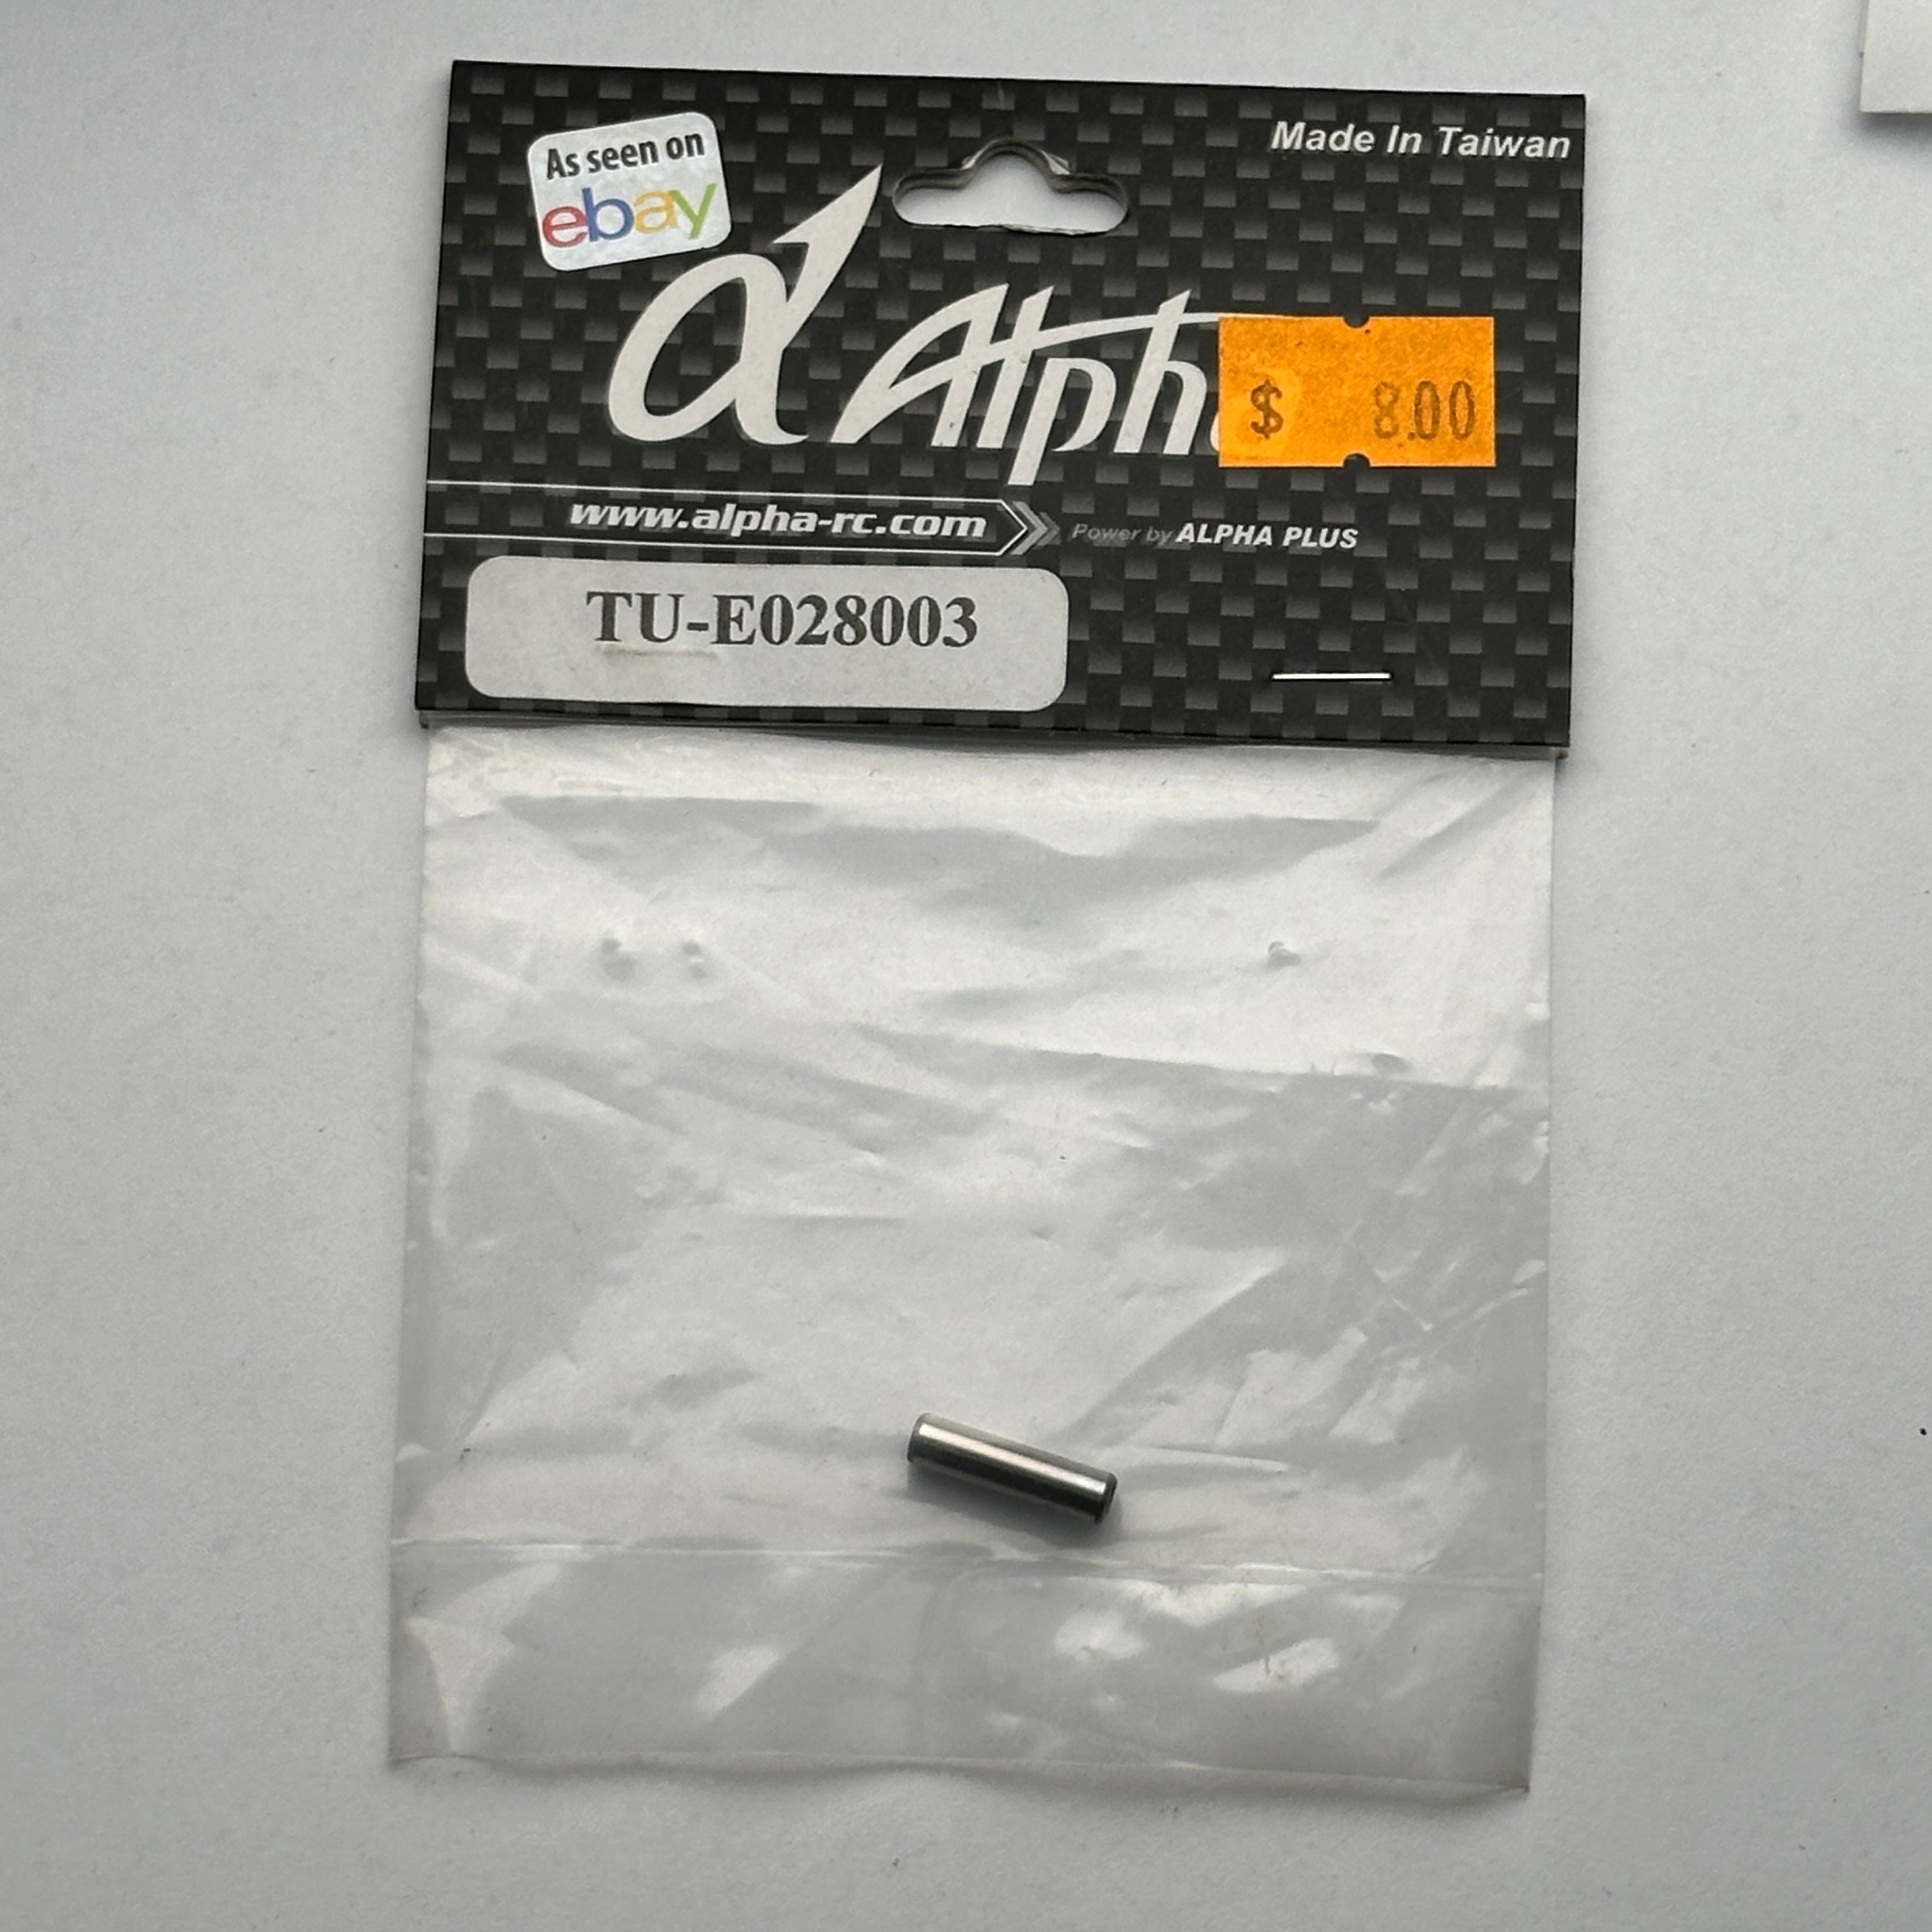 Made In Taiwan
As seen on
ebay
α Alph
$ 8.00
www.alpha-rc.com
Power by ALPHA PLUS
TU-E028003